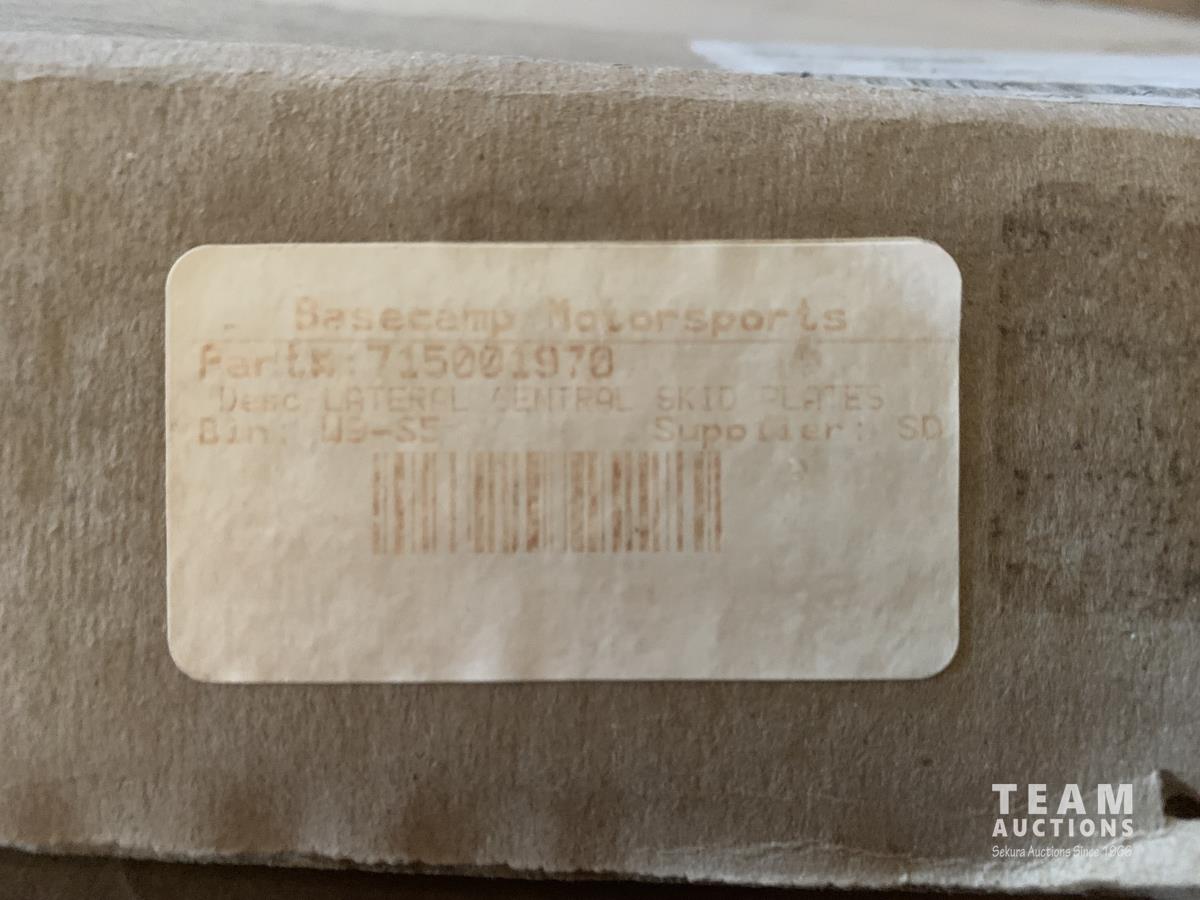 Basecamp Motorsports
Part#:715001970
Desc LATERAL CENTRAL SKID PLATES
Bin: W9-S5 Supplier: SD
TEAM
AUCTIONS
Sekura Auctions Since 1966